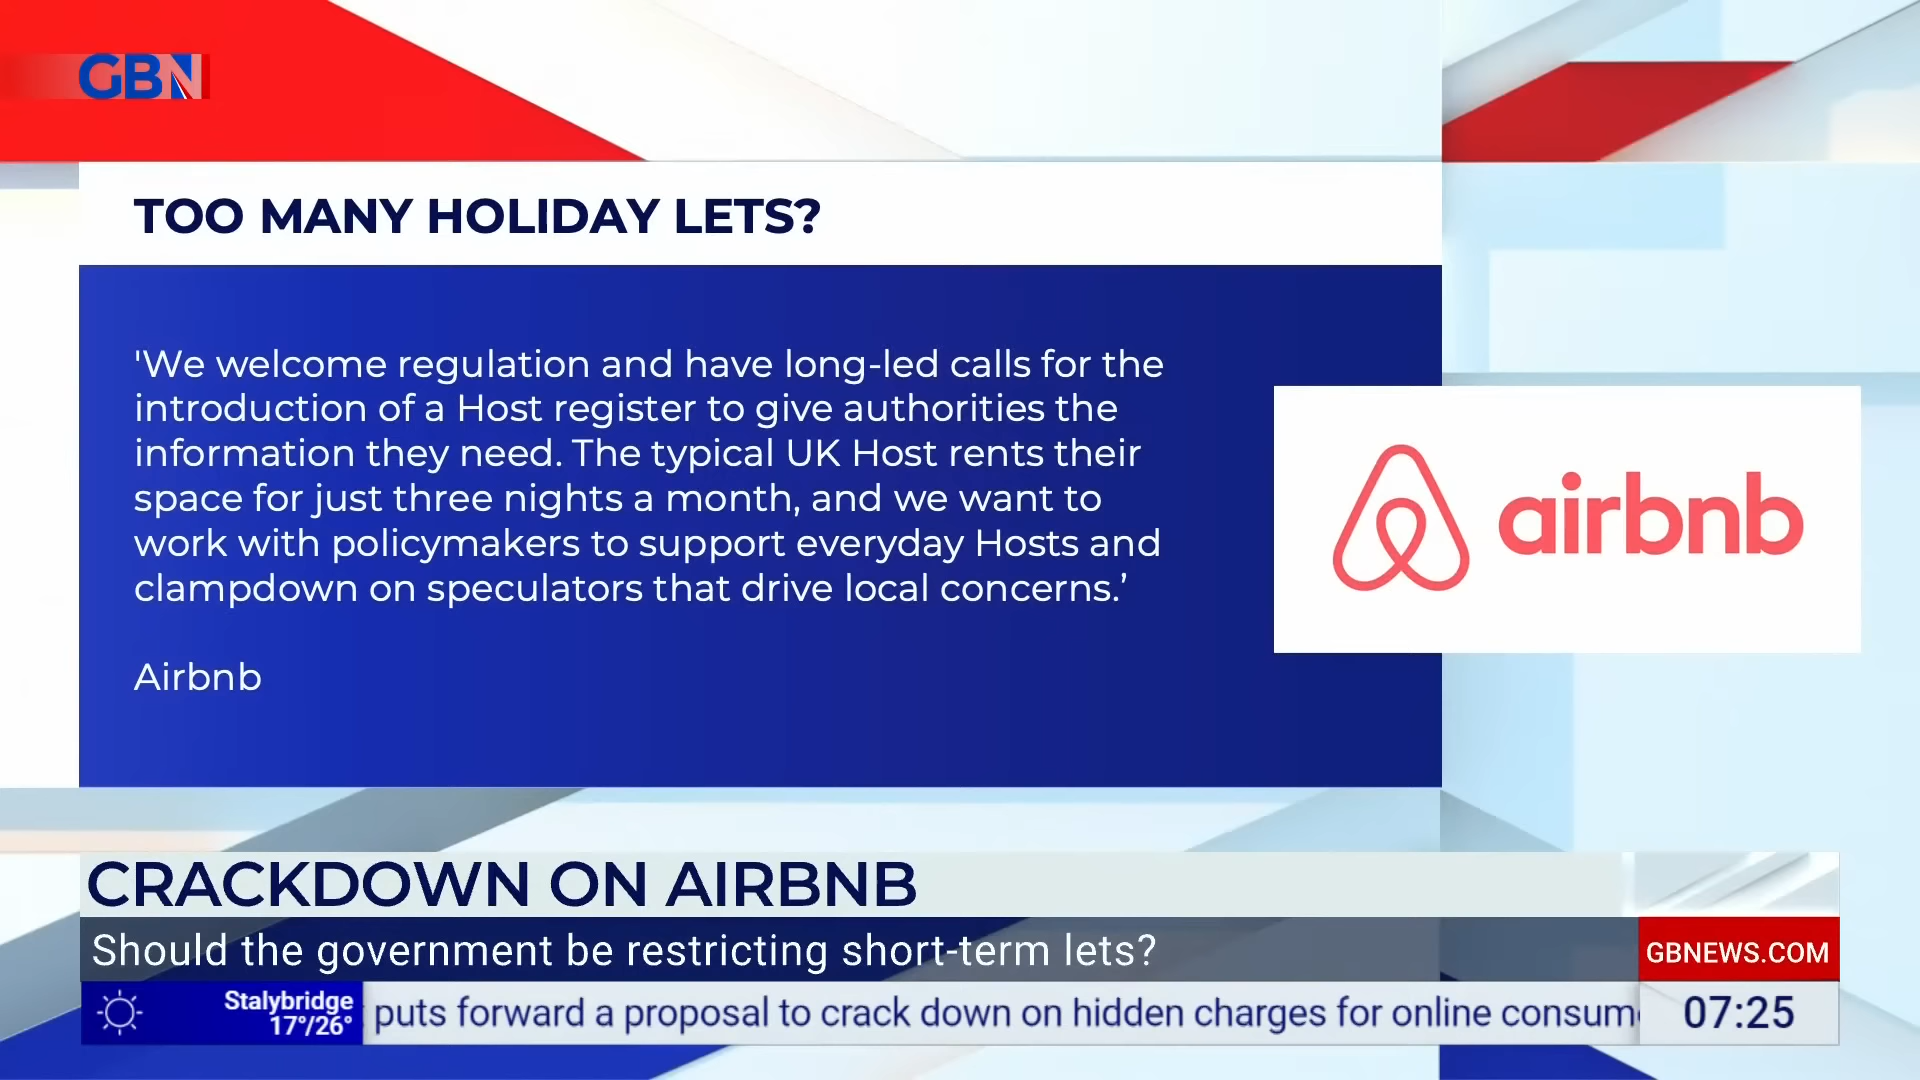 GBN
TOO MANY HOLIDAY LETS?
'We welcome regulation and have long-led calls for the
introduction of a Host register to give authorities the
information they need. The typical UK Host rents their
space for just three nights a month, and we want to
work with policymakers to support everyday Hosts and
clampdown on speculators that drive local concerns.’
Airbnb
airbnb
CRACKDOWN ON AIRBNB
Should the government be restricting short-term lets?
GBNEWS.COM
Stalybridge
17°/26°
puts forward a proposal to crack down on hidden charges for online consum
07:25